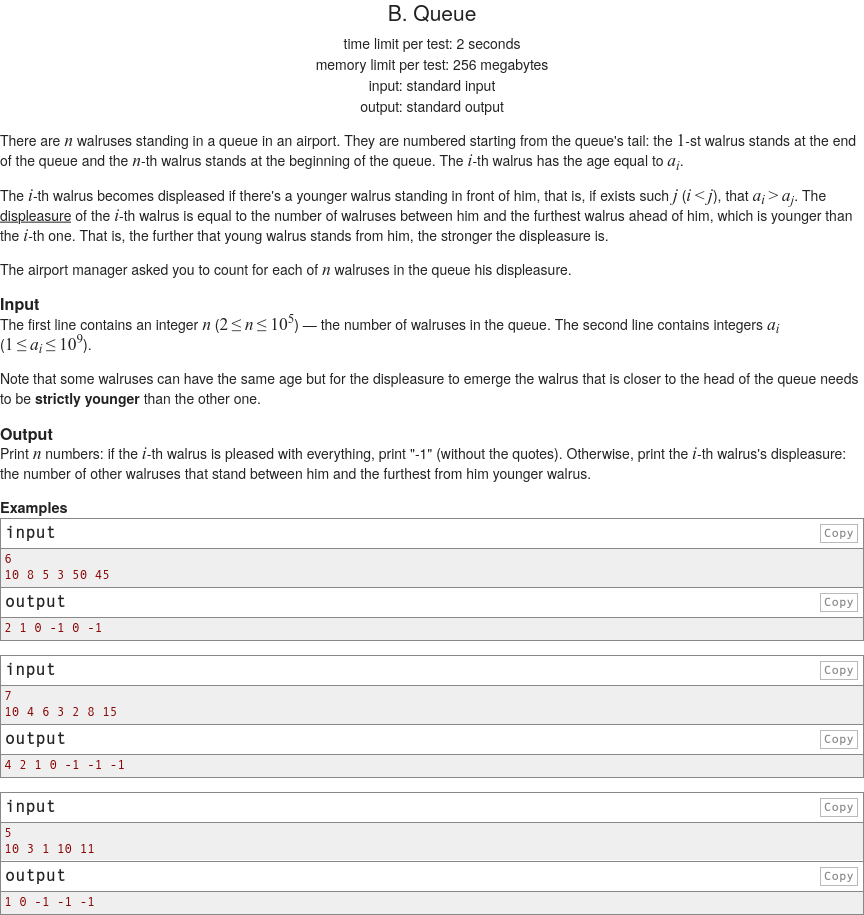 B. Queue
time limit per test: 2 seconds
memory limit per test: 256 megabytes
input: standard input
output: standard output
There are n walruses standing in a queue in an airport. They are numbered starting from the queue's tail: the 1-st walrus stands at the end
of the queue and the n-th walrus stands at the beginning of the queue. The i-th walrus has the age equal to a_i.
The i-th walrus becomes displeased if there's a younger walrus standing in front of him, that is, if exists such j (i < j), that a_i > a_j. The
displeasure of the i-th walrus is equal to the number of walruses between him and the furthest walrus ahead of him, which is younger than
the i-th one. That is, the further that young walrus stands from him, the stronger the displeasure is.
The airport manager asked you to count for each of n walruses in the queue his displeasure.
Input
The first line contains an integer n (2 ≤ n ≤ 10^5) — the number of walruses in the queue. The second line contains integers a_i
(1 ≤ a_i ≤ 10^9).
Note that some walruses can have the same age but for the displeasure to emerge the walrus that is closer to the head of the queue needs
to be strictly younger than the other one.
Output
Print n numbers: if the i-th walrus is pleased with everything, print "-1" (without the quotes). Otherwise, print the i-th walrus's displeasure:
the number of other walruses that stand between him and the furthest from him younger walrus.
Examples
input Copy
6
10 8 5 3 50 45
output Copy
2 1 0 -1 0 -1
input Copy
7
10 4 6 3 2 8 15
output Copy
4 2 1 0 -1 -1 -1
input Copy
5
10 3 1 10 11
output Copy
1 0 -1 -1 -1